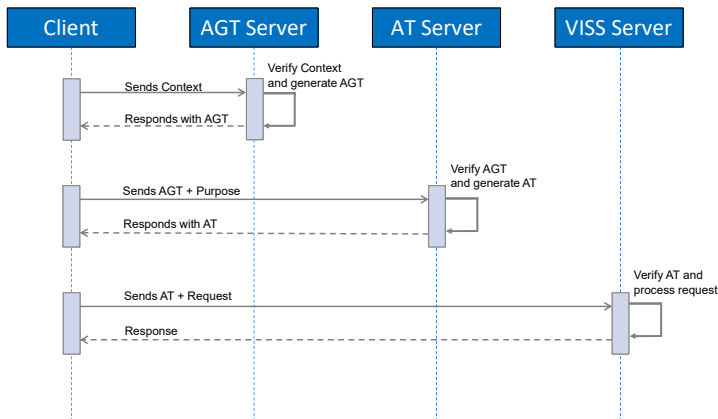 Client
AGT Server
AT Server
VISS Server
Verify Context
and generate AGT
Sends Context
Responds with AGT
Verify AGT
and generate AT
Sends AGT + Purpose
Responds with AT
Verify AT and
process request
Sends AT + Request
Response